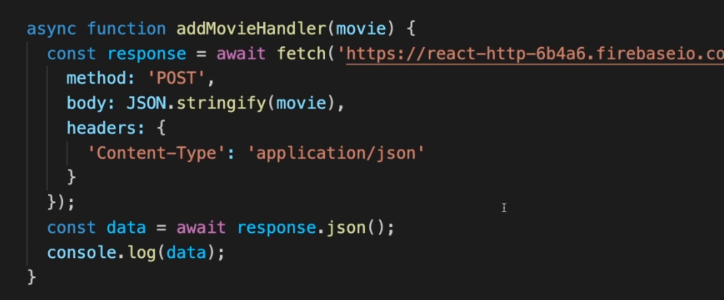 async function addMovieHandler(movie) {
const response = await fetch('https://react-http-6b4a6.firebaseio.co
method: 'POST',
body: JSON.stringify(movie),
headers: {
'Content-Type': 'application/json'
}
});
const data = await response.json();
console.log(data);
}